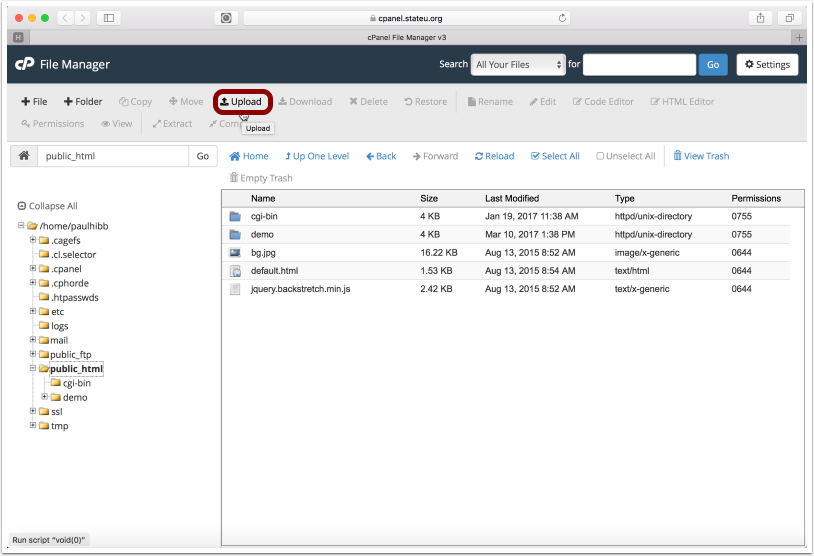 cpanel.stateu.org
H
cPanel File Manager v3
cP File Manager
Search All Your Files for Go Settings
File Folder Copy Move Upload Download Delete Restore Rename Edit Code Editor HTML Editor
Permissions View Extract
Upload
public_html Go Home Up One Level Back Forward Reload Select All Unselect All View Trash
Empty Trash
Collapse All
/home/paulhibb
.cagefs
.cl.selector
.cpanel
.cphorde
.htpasswds
etc
logs
mail
public_ftp
public_html
cgi-bin
demo
ssl
tmp
Name Size Last Modified Type Permissions
cgi-bin 4 KB Jan 19, 2017 11:38 AM httpd/unix-directory 0755
demo 4 KB Mar 10, 2017 1:38 PM httpd/unix-directory 0755
bg.jpg 16.22 KB Aug 13, 2015 8:52 AM image/x-generic 0644
default.html 1.53 KB Aug 13, 2015 8:54 AM text/html 0644
jquery.backstretch.min.js 2.42 KB Aug 13, 2015 8:52 AM text/x-generic 0644
Run script "void(0)"